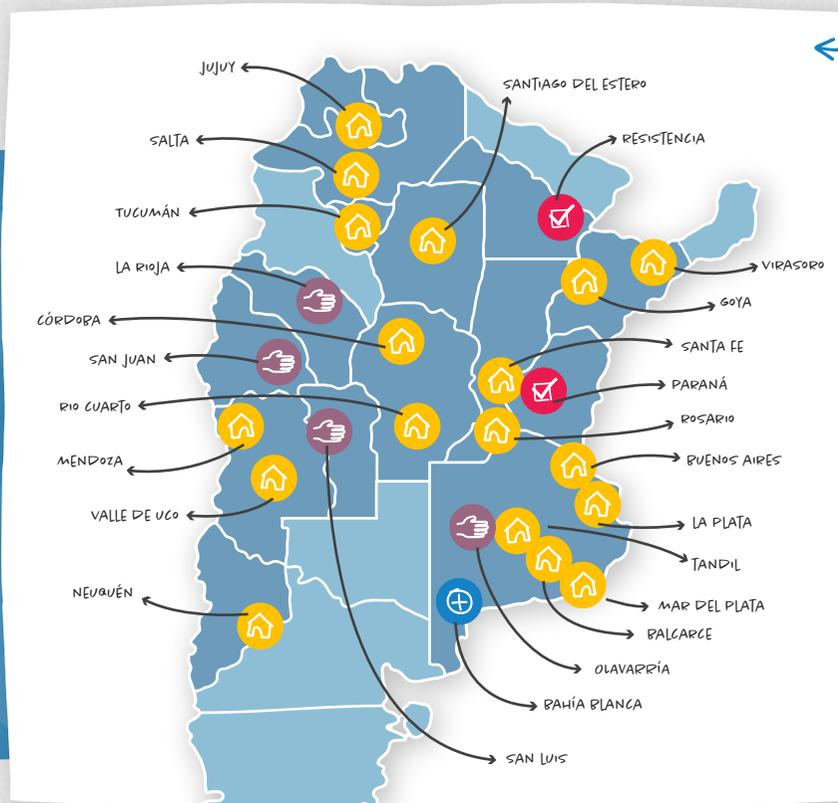 JUJUY
SANTIAGO DEL ESTERO
SALTA
RESISTENCIA
TUCUMÁN
LA RIOJA
VIRASORO
GOYA
CÓRDOBA
SANTA FE
SAN JUAN
PARANÁ
RIO CUARTO
ROSARIO
MENDOZA
BUENOS AIRES
VALLE DE UCO
LA PLATA
TANDIL
NEUQUÉN
MAR DEL PLATA
BALCARCE
OLAVARRÍA
BAHÍA BLANCA
SAN LUIS